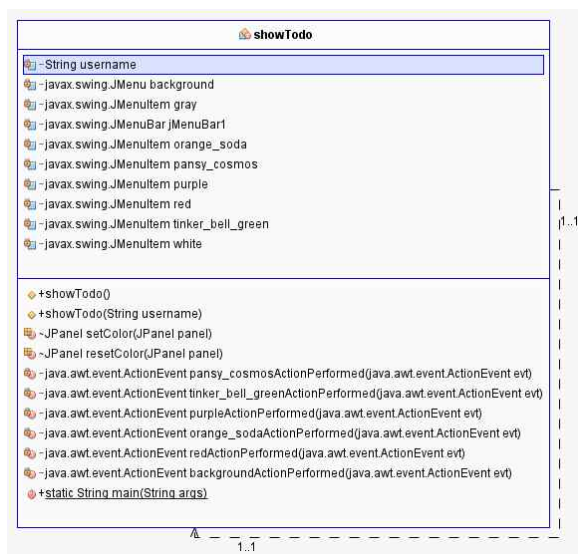 showTodo
-String username
-javax.swing.JMenu background
-javax.swing.JMenuItem gray
-javax.swing.JMenuBar jMenuBar1
-javax.swing.JMenuItem orange_soda
-javax.swing.JMenuItem pansy_cosmos
-javax.swing.JMenuItem purple
-javax.swing.JMenuItem red
-javax.swing.JMenuItem tinker_bell_green
-javax.swing.JMenuItem white
1..1
+showTodo()
+showTodo(String username)
~JPanel setColor(JPanel panel)
~JPanel resetColor(JPanel panel)
-java.awt.event.ActionEvent pansy_cosmosActionPerformed(java.awt.event.ActionEvent evt)
-java.awt.event.ActionEvent tinker_bell_greenActionPerformed(java.awt.event.ActionEvent evt)
-java.awt.event.ActionEvent purpleActionPerformed(java.awt.event.ActionEvent evt)
-java.awt.event.ActionEvent orange_sodaActionPerformed(java.awt.event.ActionEvent evt)
-java.awt.event.ActionEvent redActionPerformed(java.awt.event.ActionEvent evt)
-java.awt.event.ActionEvent backgroundActionPerformed(java.awt.event.ActionEvent evt)
+static String main(String args)
1..1